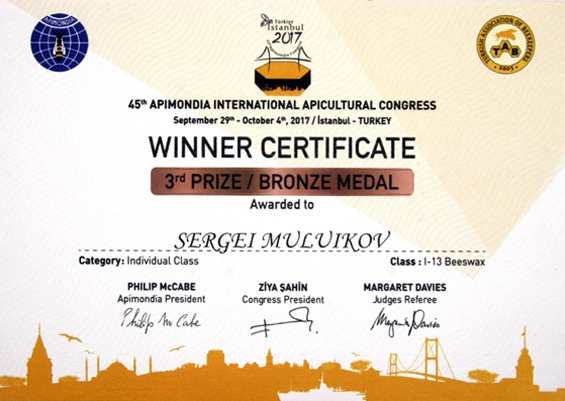 APIMONDIA
Türkiye
İstanbul
2017
TURKISH ASSOCIATION OF BEEKEEPERS
TAB
2003
45th APIMONDIA INTERNATIONAL APICULTURAL CONGRESS
September 29th - October 4th, 2017 / İstanbul - TURKEY
WINNER CERTIFICATE
3rd PRIZE / BRONZE MEDAL
Awarded to
SERGEI MULUIKOV
Category: Individual Class
Class : I-13 Beeswax
PHILIP McCABE
Apimondia President
ZİYA ŞAHİN
Congress President
MARGARET DAVIES
Judges Referee
Philip McCabe
Margaret Davies